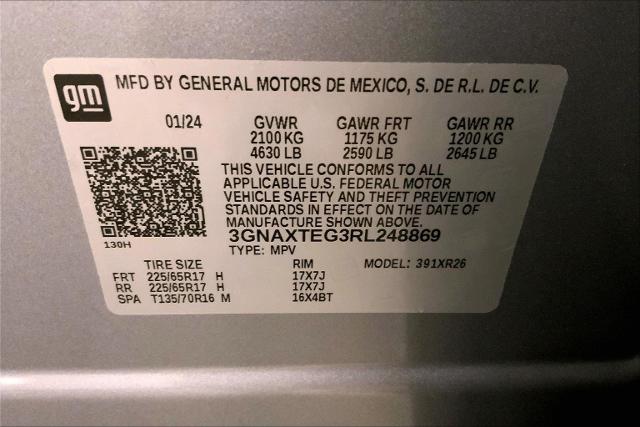 gm
MFD BY GENERAL MOTORS DE MEXICO, S. DE R.L. DE C.V.
01/24 GVWR GAWR FRT GAWR RR
2100 KG 1175 KG 1200 KG
4630 LB 2590 LB 2645 LB
THIS VEHICLE CONFORMS TO ALL
APPLICABLE U.S. FEDERAL MOTOR
VEHICLE SAFETY AND THEFT PREVENTION
STANDARDS IN EFFECT ON THE DATE OF
MANUFACTURE SHOWN ABOVE.
3GNAXTEG3RL248869
130H
TYPE: MPV
TIRE SIZE RIM MODEL: 391XR26
FRT 225/65R17 H 17X7J
RR 225/65R17 H 17X7J
SPA T135/70R16 M 16X4BT